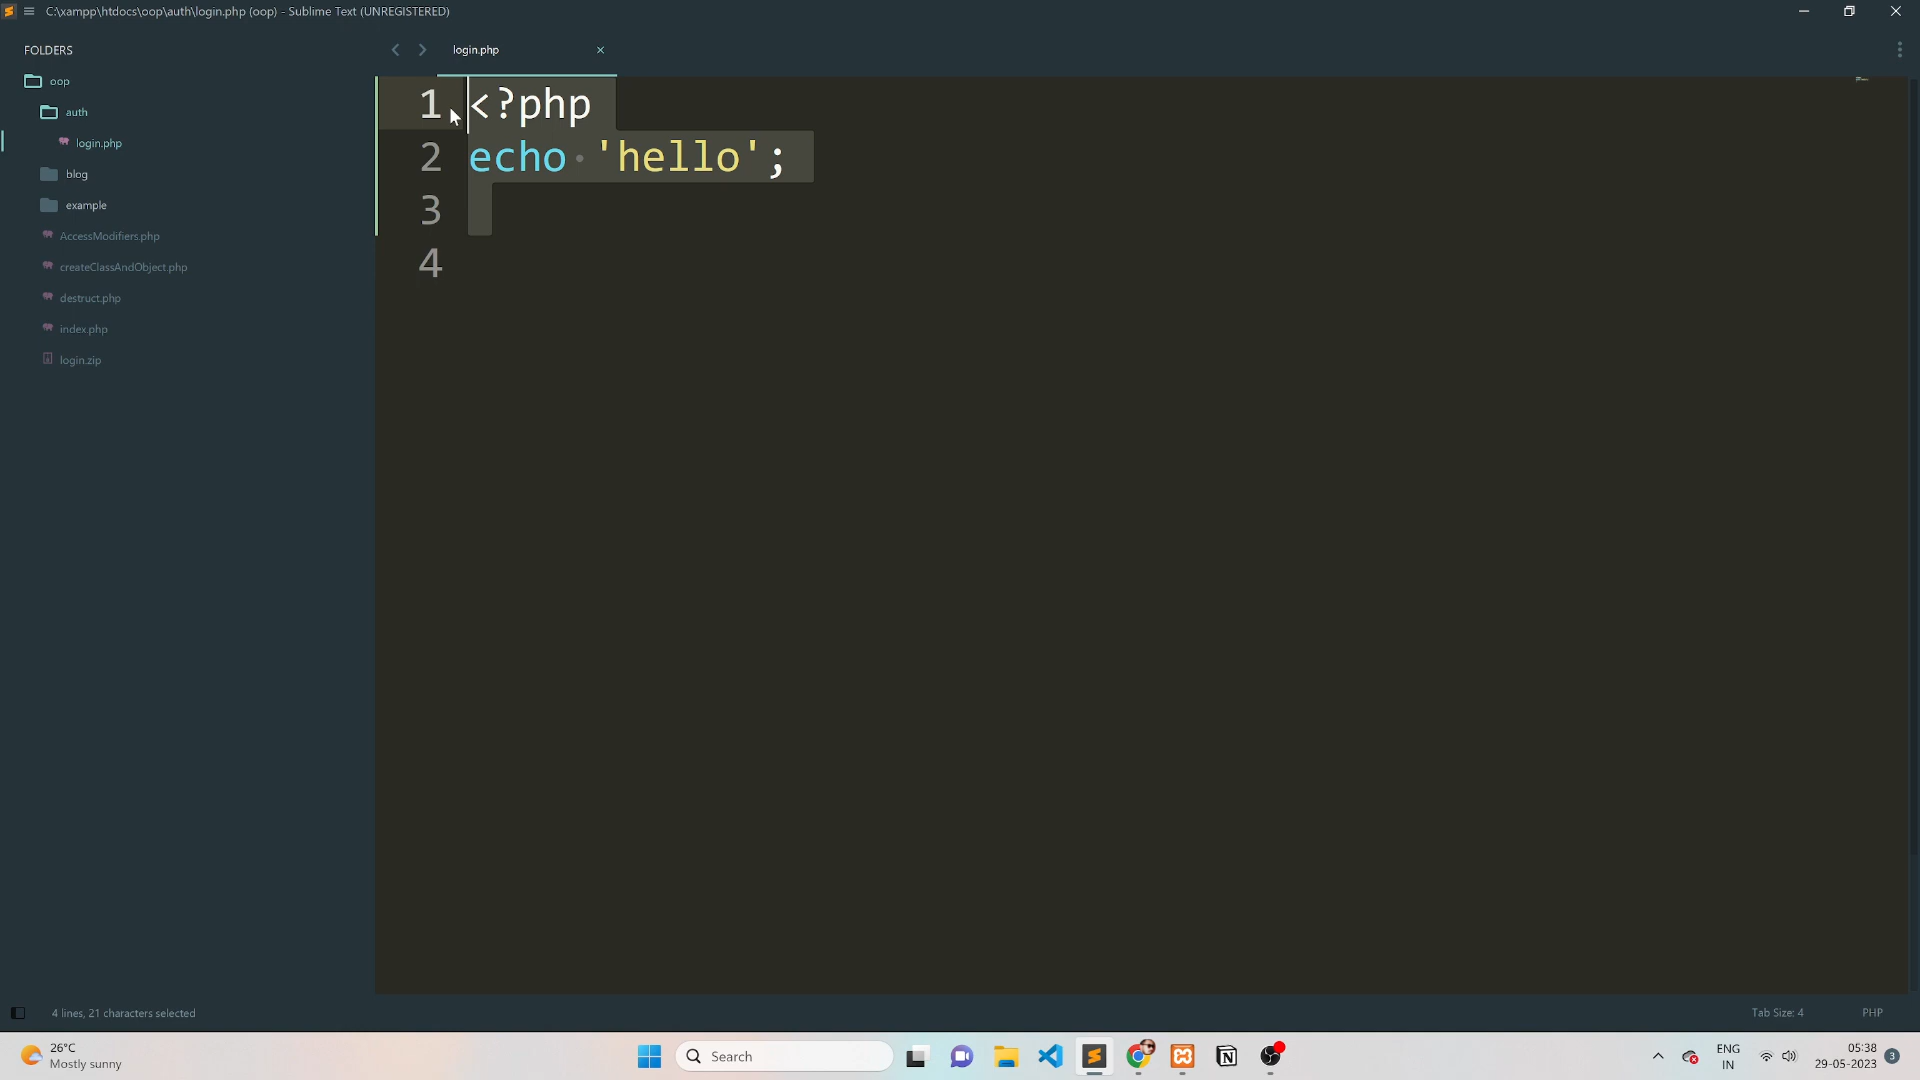 C:\xampp\htdocs\oop\auth\login.php (oop) - Sublime Text (UNREGISTERED)
FOLDERS
oop
auth
login.php
blog
example
AccessModifiers.php
createClassAndObject.php
destruct.php
index.php
login.zip
login.php
1 <?php
2 echo 'hello';
3
4
4 lines, 21 characters selected
Tab Size: 4
PHP
26°C
Mostly sunny
Search
ENG
IN
05:38
29-05-2023
3